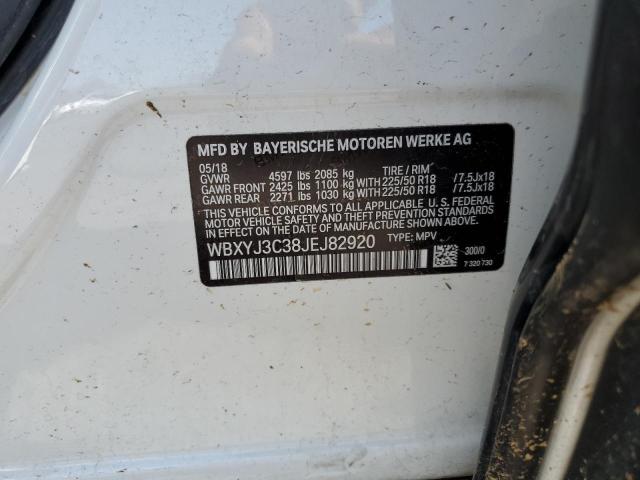 MFD BY BAYERISCHE MOTOREN WERKE AG
05/18 TIRE / RIM
GVWR 4597 lbs 2085 kg
GAWR FRONT 2425 lbs 1100 kg WITH 225/50 R18 /7.5Jx18
GAWR REAR 2271 lbs 1030 kg WITH 225/50 R18 /7.5Jx18
THIS VEHICLE CONFORMS TO ALL APPLICABLE U. S. FEDERAL
MOTOR VEHICLE SAFETY AND THEFT PREVENTION
STANDARDS IN EFFECT ON THE DATE
OF MANUFACTURE SHOWN ABOVE.
WBXYJ3C38JEJ82920 TYPE: MPV
300/0
7 320 730